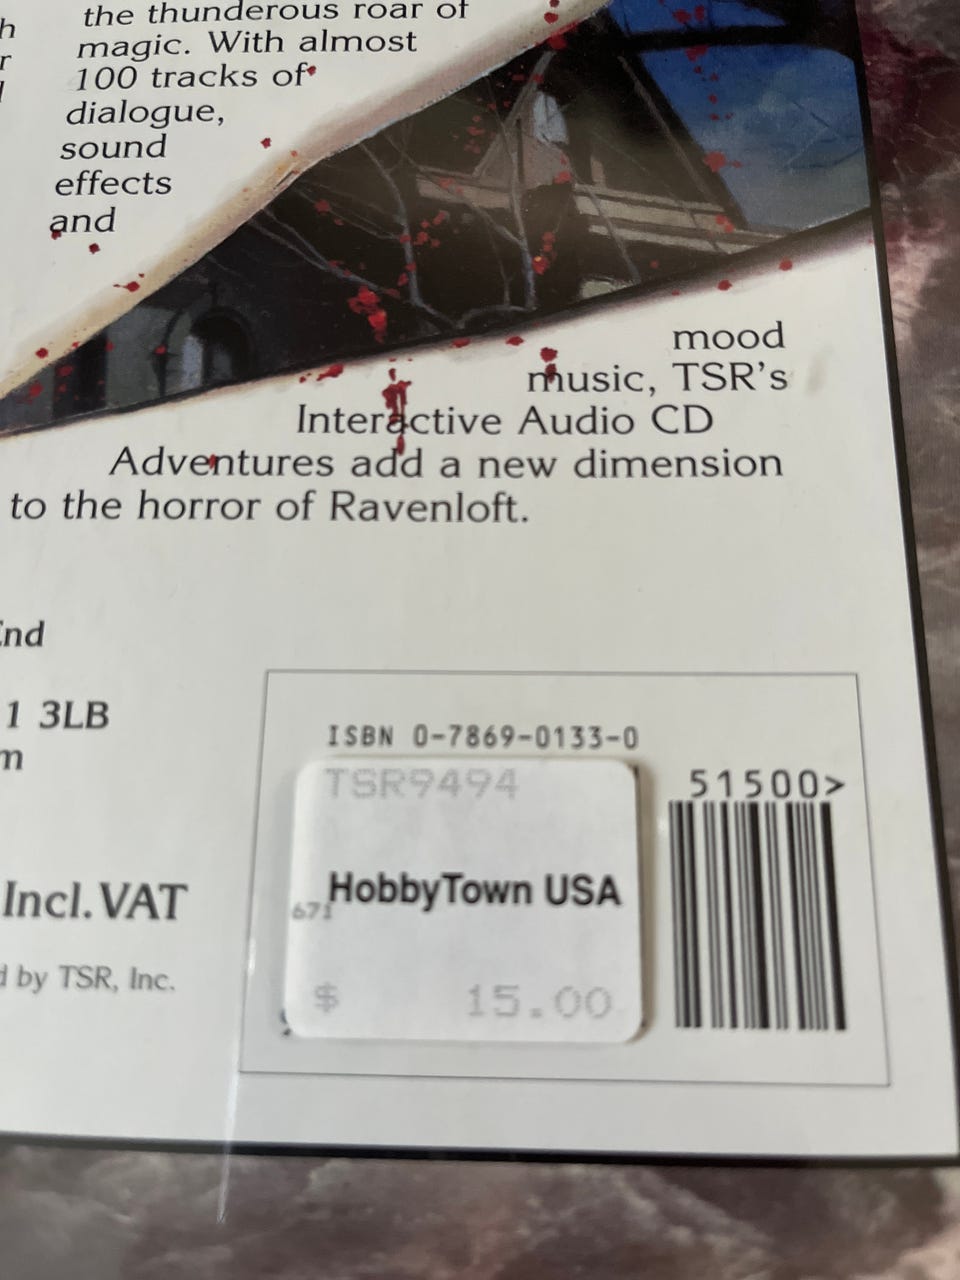 the thunderous roar of
magic. With almost
100 tracks of
dialogue,
sound
effects
and
mood
music, TSR's
Interactive Audio CD
Adventures add a new dimension
to the horror of Ravenloft.
1 3LB
Incl. VAT
by TSR, Inc.
ISBN 0-7869-0133-0
51500>
TSR9494
HobbyTown USA
671
$ 15.00